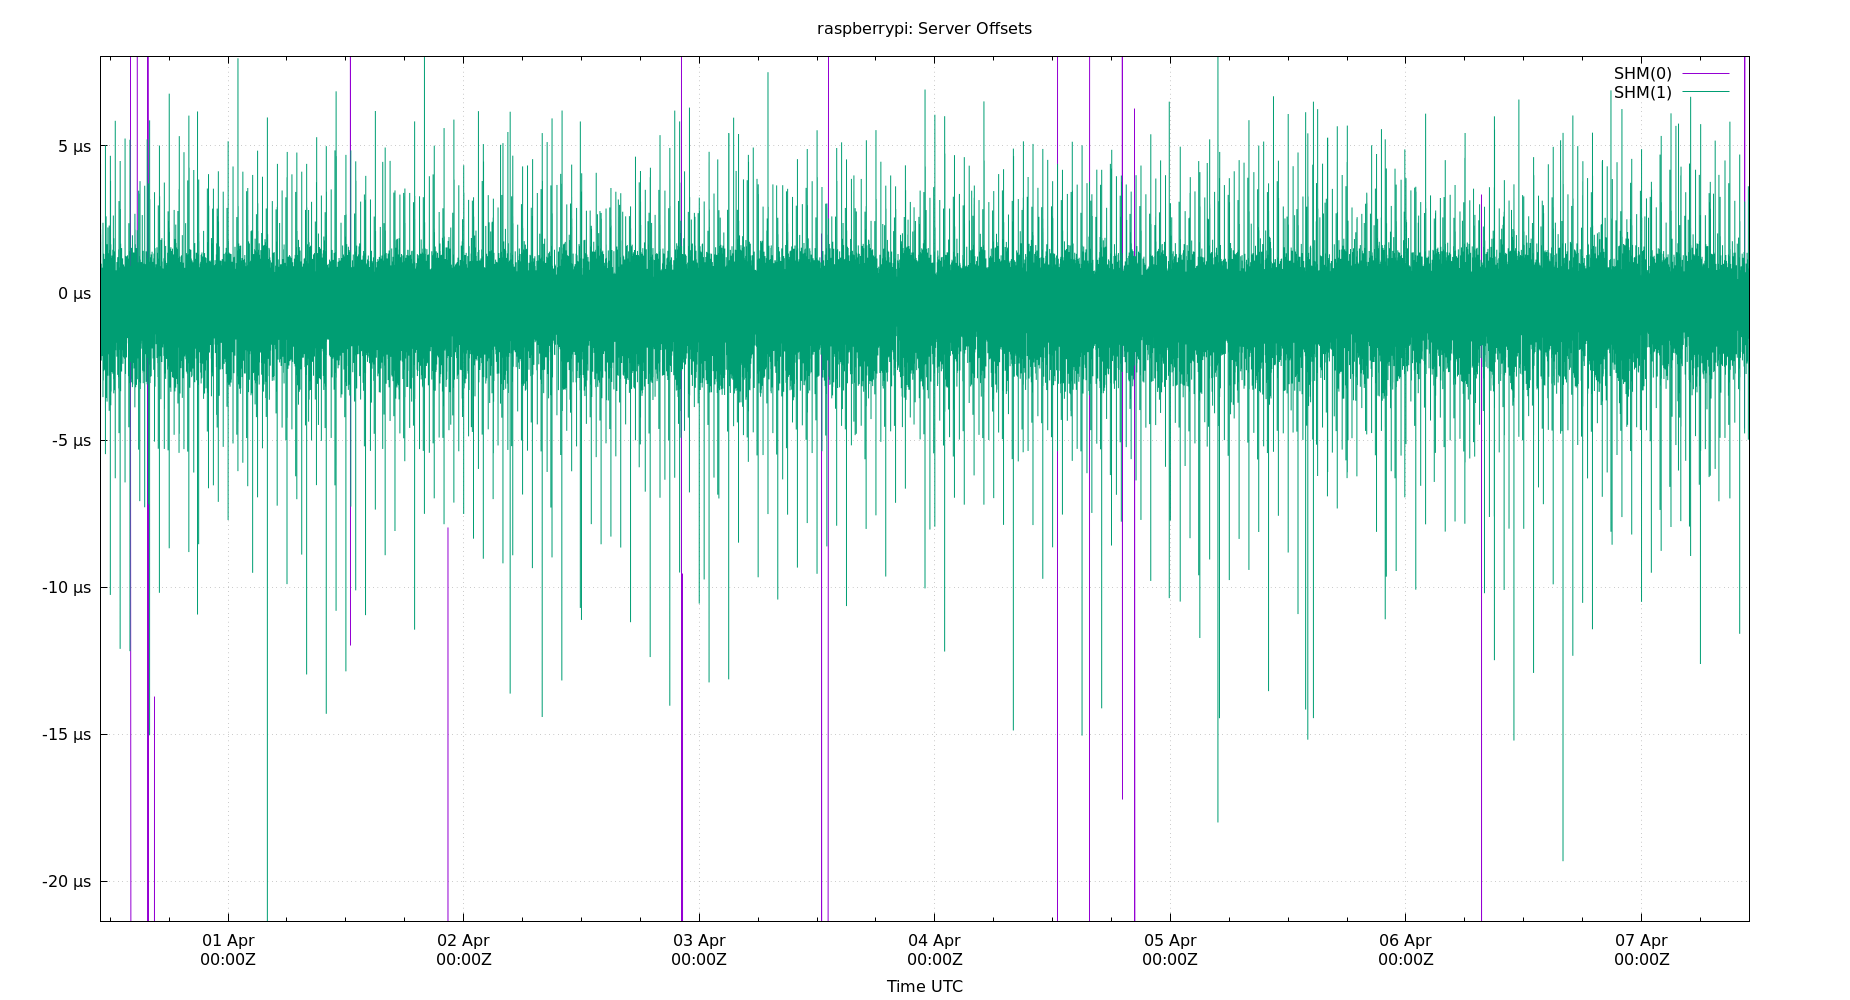 raspberrypi: Server Offsets
SHM(0)
SHM(1)
5 µs
0 µs
-5 µs
-10 µs
-15 µs
-20 µs
01 Apr 02 Apr 03 Apr 04 Apr 05 Apr 06 Apr 07 Apr
00:00Z 00:00Z 00:00Z 00:00Z 00:00Z 00:00Z 00:00Z
Time UTC